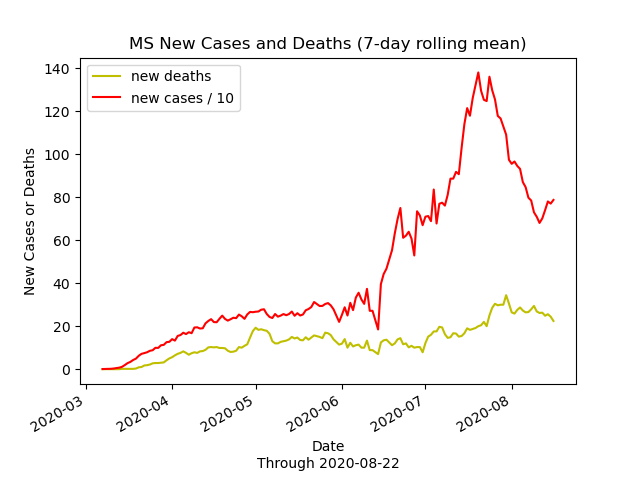 MS New Cases and Deaths (7-day rolling mean)
new deaths
new cases / 10
140
120
100
80
60
40
20
0
New Cases or Deaths
2020-03
2020-04
2020-05
2020-06
2020-07
2020-08
Date
Through 2020-08-22